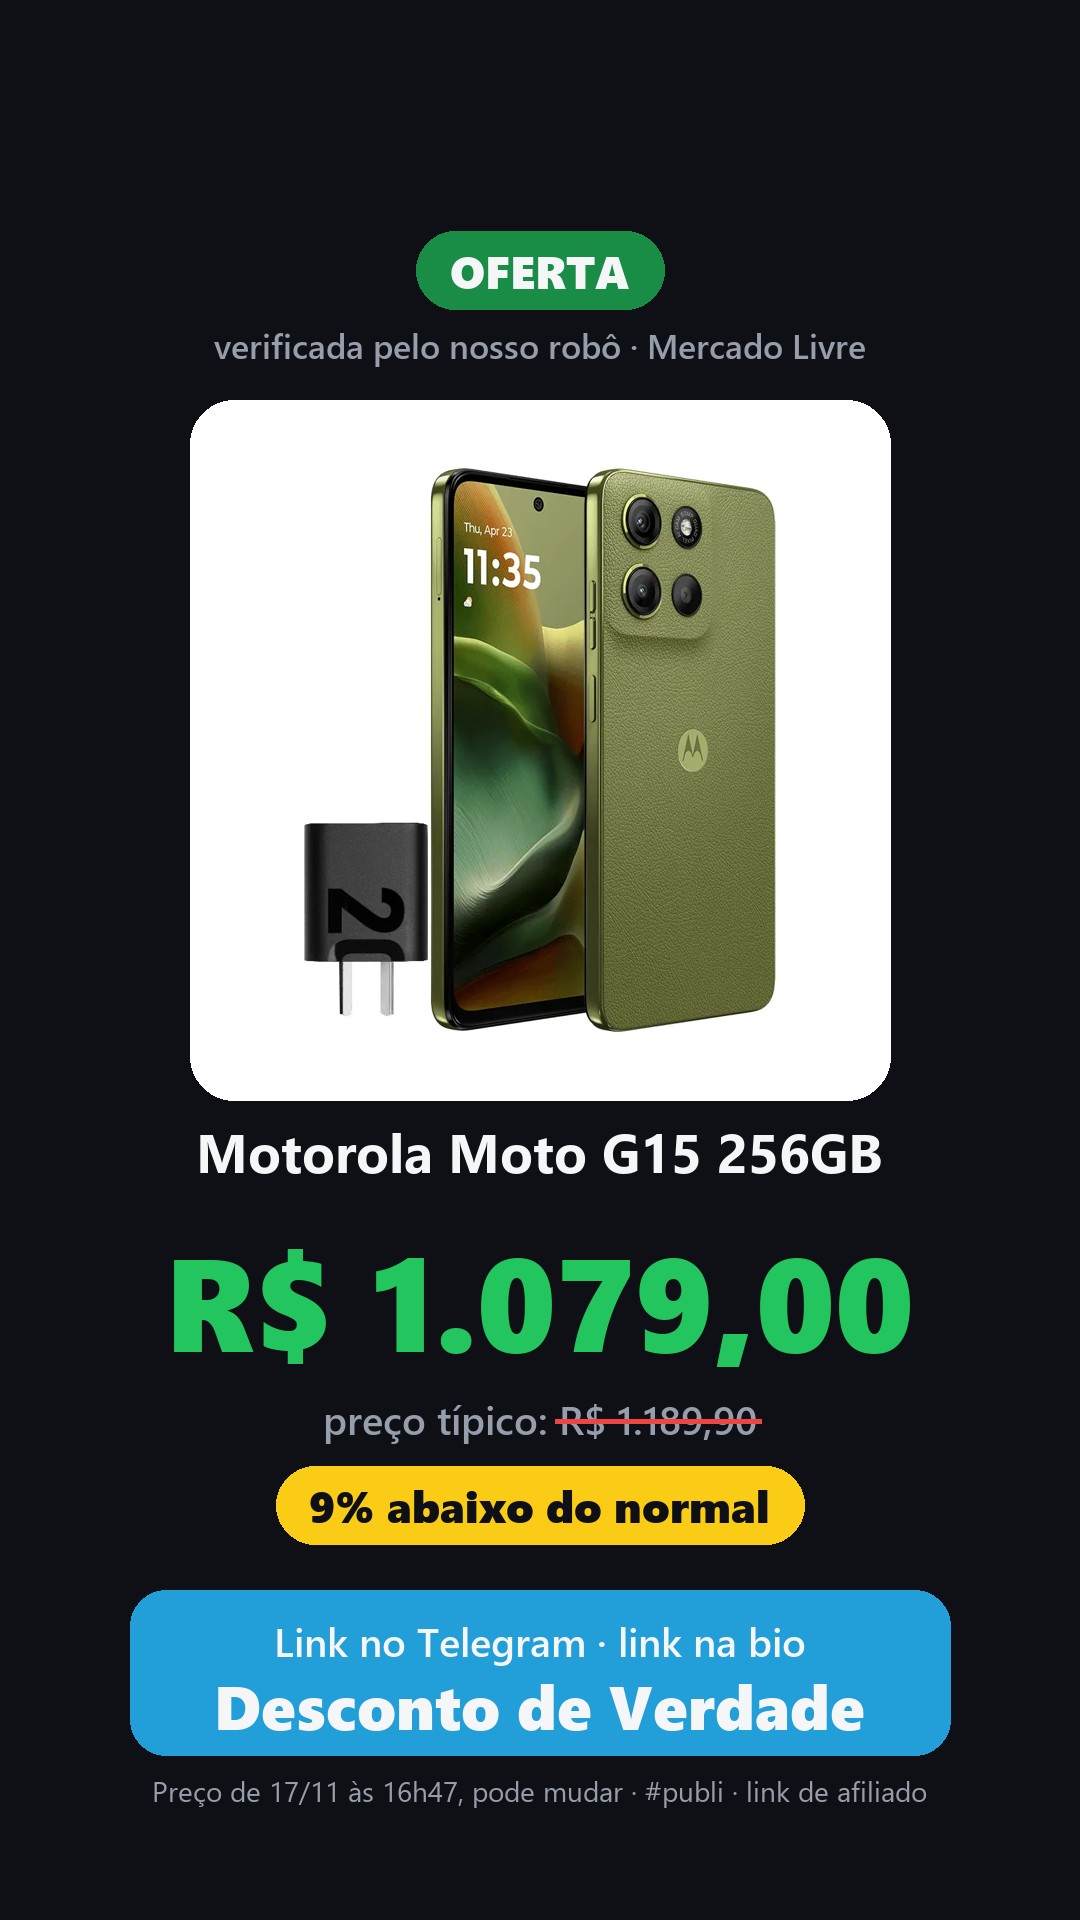 OFERTA
verificada pelo nosso robô · Mercado Livre
Thu, Apr 23
11:35
20
Motorola Moto G15 256GB
R$ 1.079,00
preço típico: R$ 1.189,90
9% abaixo do normal
Link no Telegram · link na bio
Desconto de Verdade
Preço de 17/11 às 16h47, pode mudar · #publi · link de afiliado